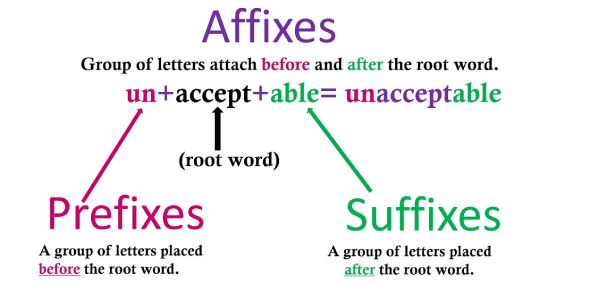 Affixes
Group of letters attach before and after the root word.
un+accept+able= unacceptable
(root word)
Prefixes
A group of letters placed
before the root word.
Suffixes
A group of letters placed
after the root word.